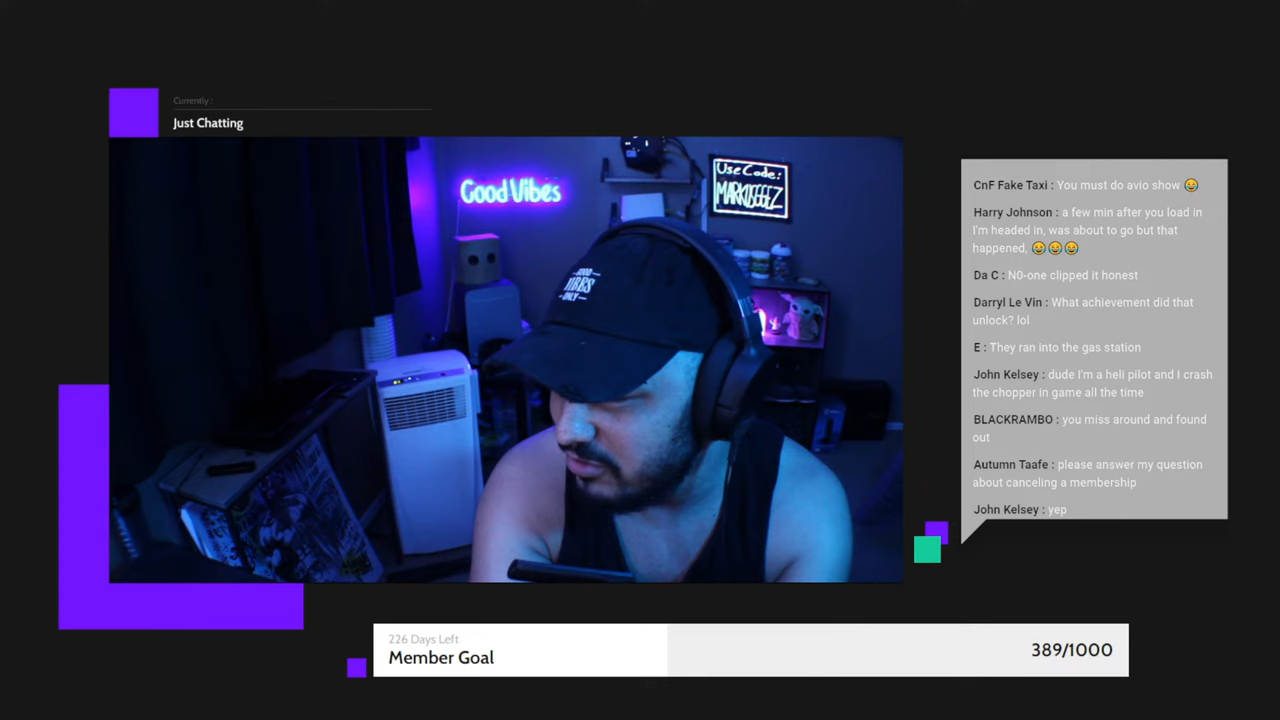 Currently :
Just Chatting
Good Vibes
Use Code:
MARKISGGEZ
GOOD
VIBES
ONLY
CnF Fake Taxi : You must do avio show 😂
Harry Johnson : a few min after you load in
I'm headed in, was about to go but that
happened, 😂😂😂
Da C : N0-one clipped it honest
Darryl Le Vin : What achievement did that
unlock? lol
E : They ran into the gas station
John Kelsey : dude I'm a heli pilot and I crash
the chopper in game all the time
BLACKRAMBO : you miss around and found
out
Autumn Taafe : please answer my question
about canceling a membership
John Kelsey : yep
226 Days Left
Member Goal
389/1000